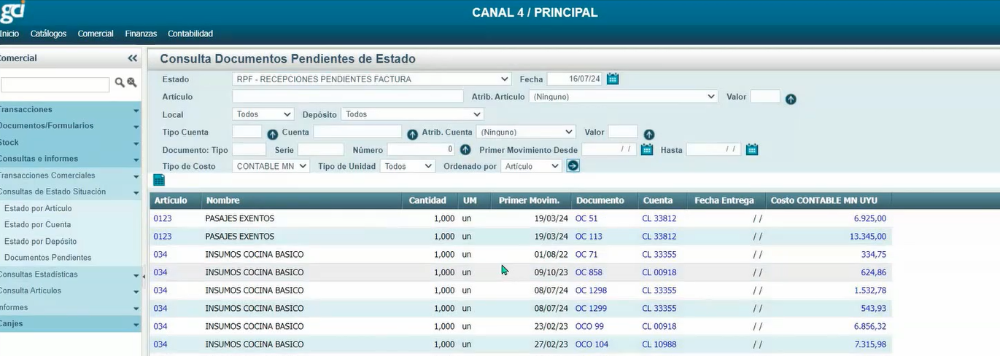 gci
CANAL 4 / PRINCIPAL
Inicio Catálogos Comercial Finanzas Contabilidad
Comercial
Transacciones
Documentos/Formularios
Stock
Consultas e informes
Transacciones Comerciales
Consultas de Estado Situación
Estado por Artículo
Estado por Cuenta
Estado por Depósito
Documentos Pendientes
Consultas Estadísticas
Consulta Artículos
Informes
Canjes
Consulta Documentos Pendientes de Estado
Estado RPF - RECEPCIONES PENDIENTES FACTURA Fecha 16/07/24
Artículo Atrib. Artículo (Ninguno) Valor
Local Todos Depósito Todos
Tipo Cuenta Cuenta Atrib. Cuenta (Ninguno) Valor
Documento: Tipo Serie Número 0 Primer Movimiento Desde / / Hasta / /
Tipo de Costo CONTABLE MN Tipo de Unidad Todos Ordenado por Artículo
Artículo Nombre Cantidad UM Primer Movim. Documento Cuenta Fecha Entrega Costo CONTABLE MN UYU
0123 PASAJES EXENTOS 1,000 un 19/03/24 OC 51 CL 33812 / / 6.925,00
0123 PASAJES EXENTOS 1,000 un 19/03/24 OC 113 CL 33812 / / 13.345,00
034 INSUMOS COCINA BASICO 1,000 un 01/08/22 OC 71 CL 33355 / / 334,75
034 INSUMOS COCINA BASICO 1,000 un 09/10/23 OC 858 CL 00918 / / 624,86
034 INSUMOS COCINA BASICO 1,000 un 08/07/24 OC 1298 CL 33355 / / 1.532,78
034 INSUMOS COCINA BASICO 1,000 un 08/07/24 OC 1299 CL 33355 / / 543,93
034 INSUMOS COCINA BASICO 1,000 un 23/02/23 OCO 99 CL 00918 / / 6.856,32
034 INSUMOS COCINA BASICO 1,000 un 27/02/23 OCO 104 CL 10988 / / 7.315,98